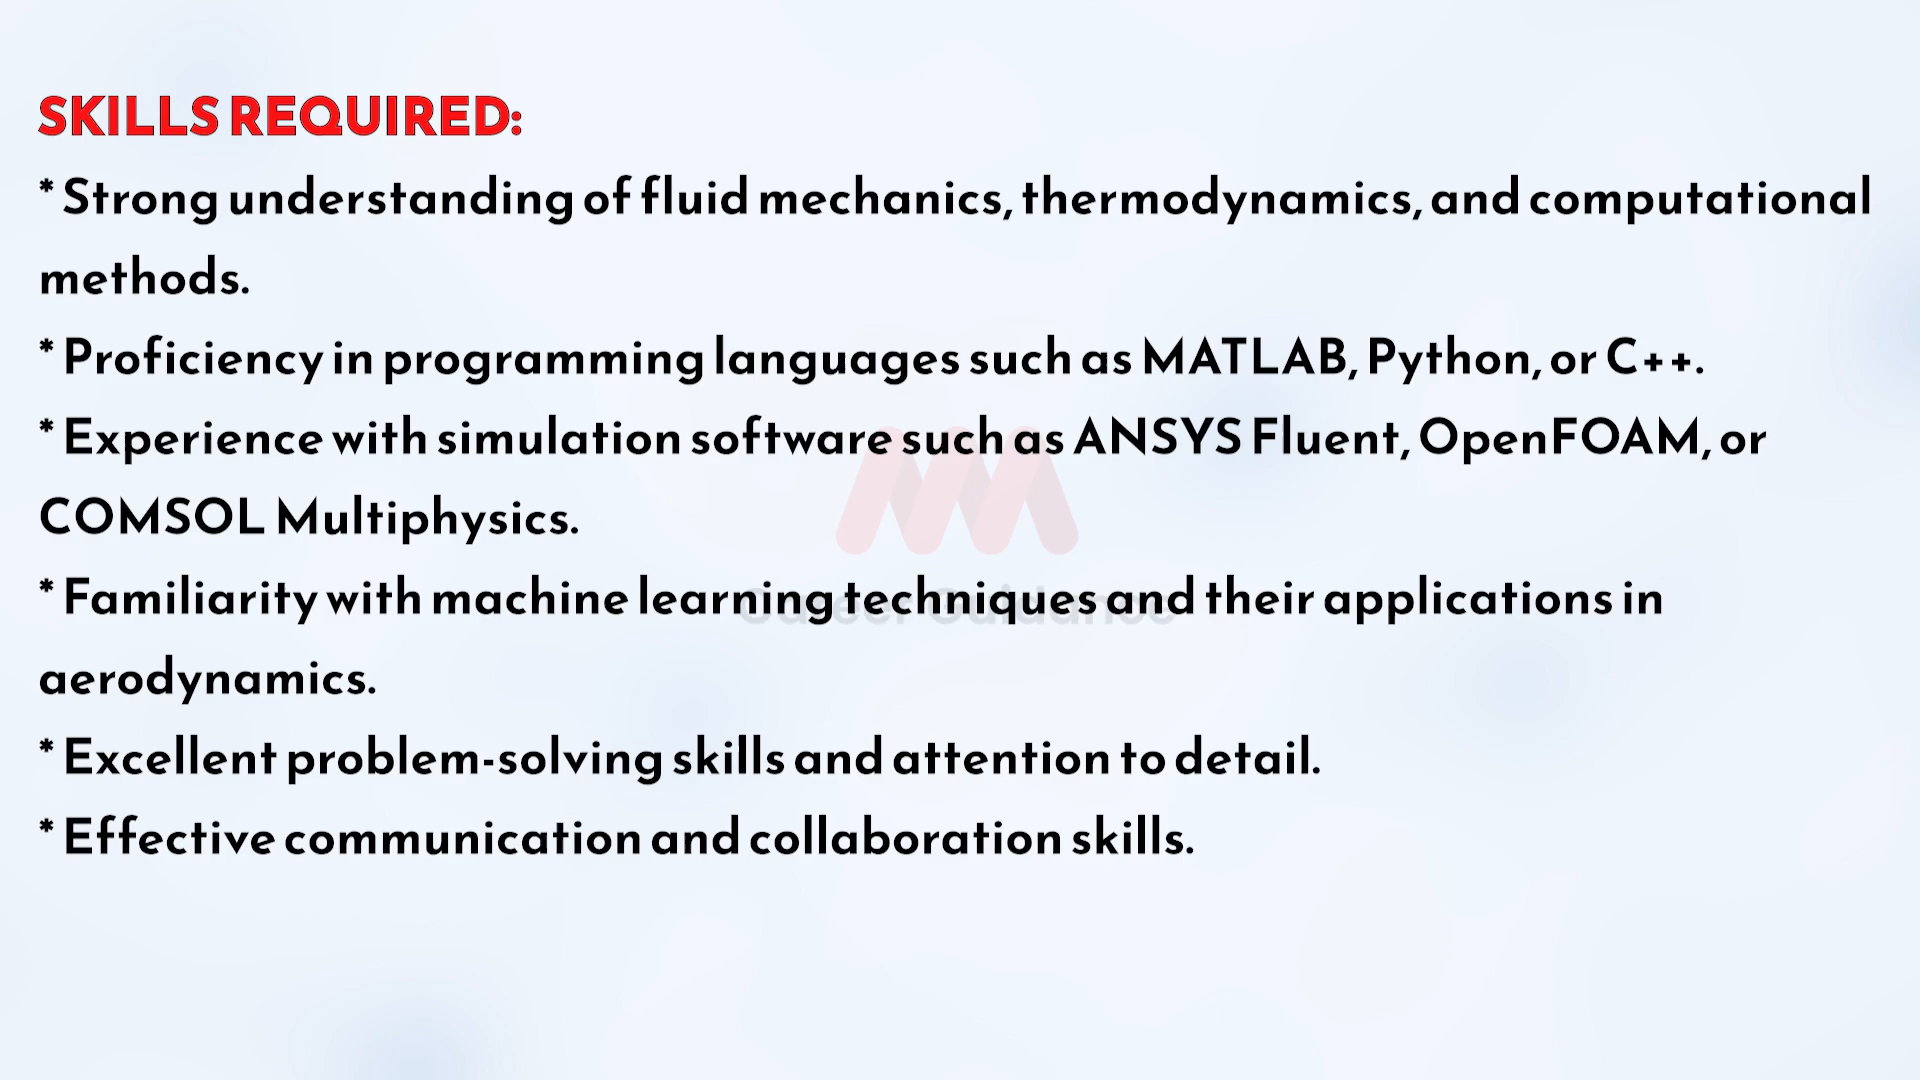 SKILLS REQUIRED:
* Strong understanding of fluid mechanics, thermodynamics, and computational
methods.
* Proficiency in programming languages such as MATLAB, Python, or C++.
* Experience with simulation software such as ANSYS Fluent, OpenFOAM, or
COMSOL Multiphysics.
* Familiarity with machine learning techniques and their applications in
aerodynamics.
* Excellent problem-solving skills and attention to detail.
* Effective communication and collaboration skills.
Career Guidance